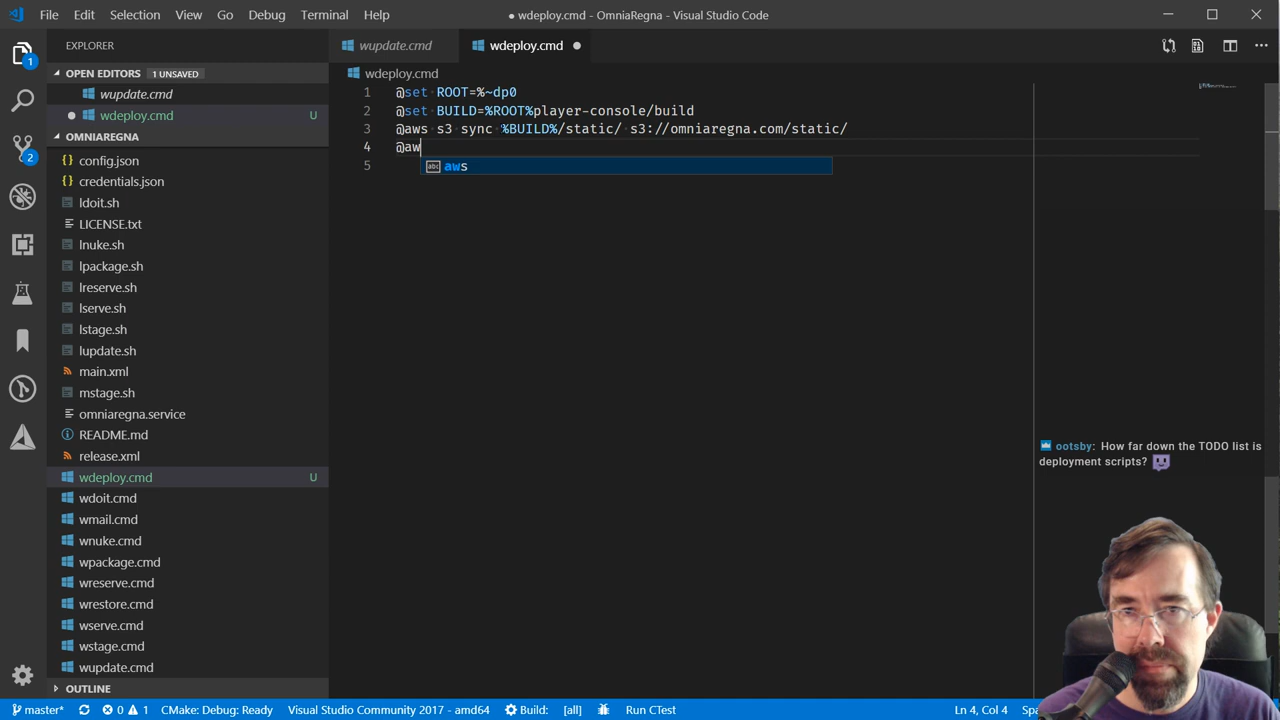 File Edit Selection View Go Debug Terminal Help
● wdeploy.cmd - OmniaRegna - Visual Studio Code
EXPLORER
OPEN EDITORS 1 UNSAVED
wupdate.cmd
wdeploy.cmd U
OMNIAREGNA
config.json
credentials.json
ldoit.sh
LICENSE.txt
lnuke.sh
lpackage.sh
lreserve.sh
lserve.sh
lstage.sh
lupdate.sh
main.xml
mstage.sh
omniaregna.service
README.md
release.xml
wdeploy.cmd U
wdoit.cmd
wmail.cmd
wnuke.cmd
wpackage.cmd
wreserve.cmd
wrestore.cmd
wserve.cmd
wstage.cmd
wupdate.cmd
OUTLINE
1
2
2
wupdate.cmd wdeploy.cmd
wdeploy.cmd
1 @set ROOT=%~dp0
2 @set BUILD=%ROOT%player-console/build
3 @aws s3 sync %BUILD%/static/ s3://omniaregna.com/static/
4 @aw
abc aws
5
ootsby: How far down the TODO list is
deployment scripts?
master* 0 1 CMake: Debug: Ready Visual Studio Community 2017 - amd64 Build: [all] Run CTest Ln 4, Col 4